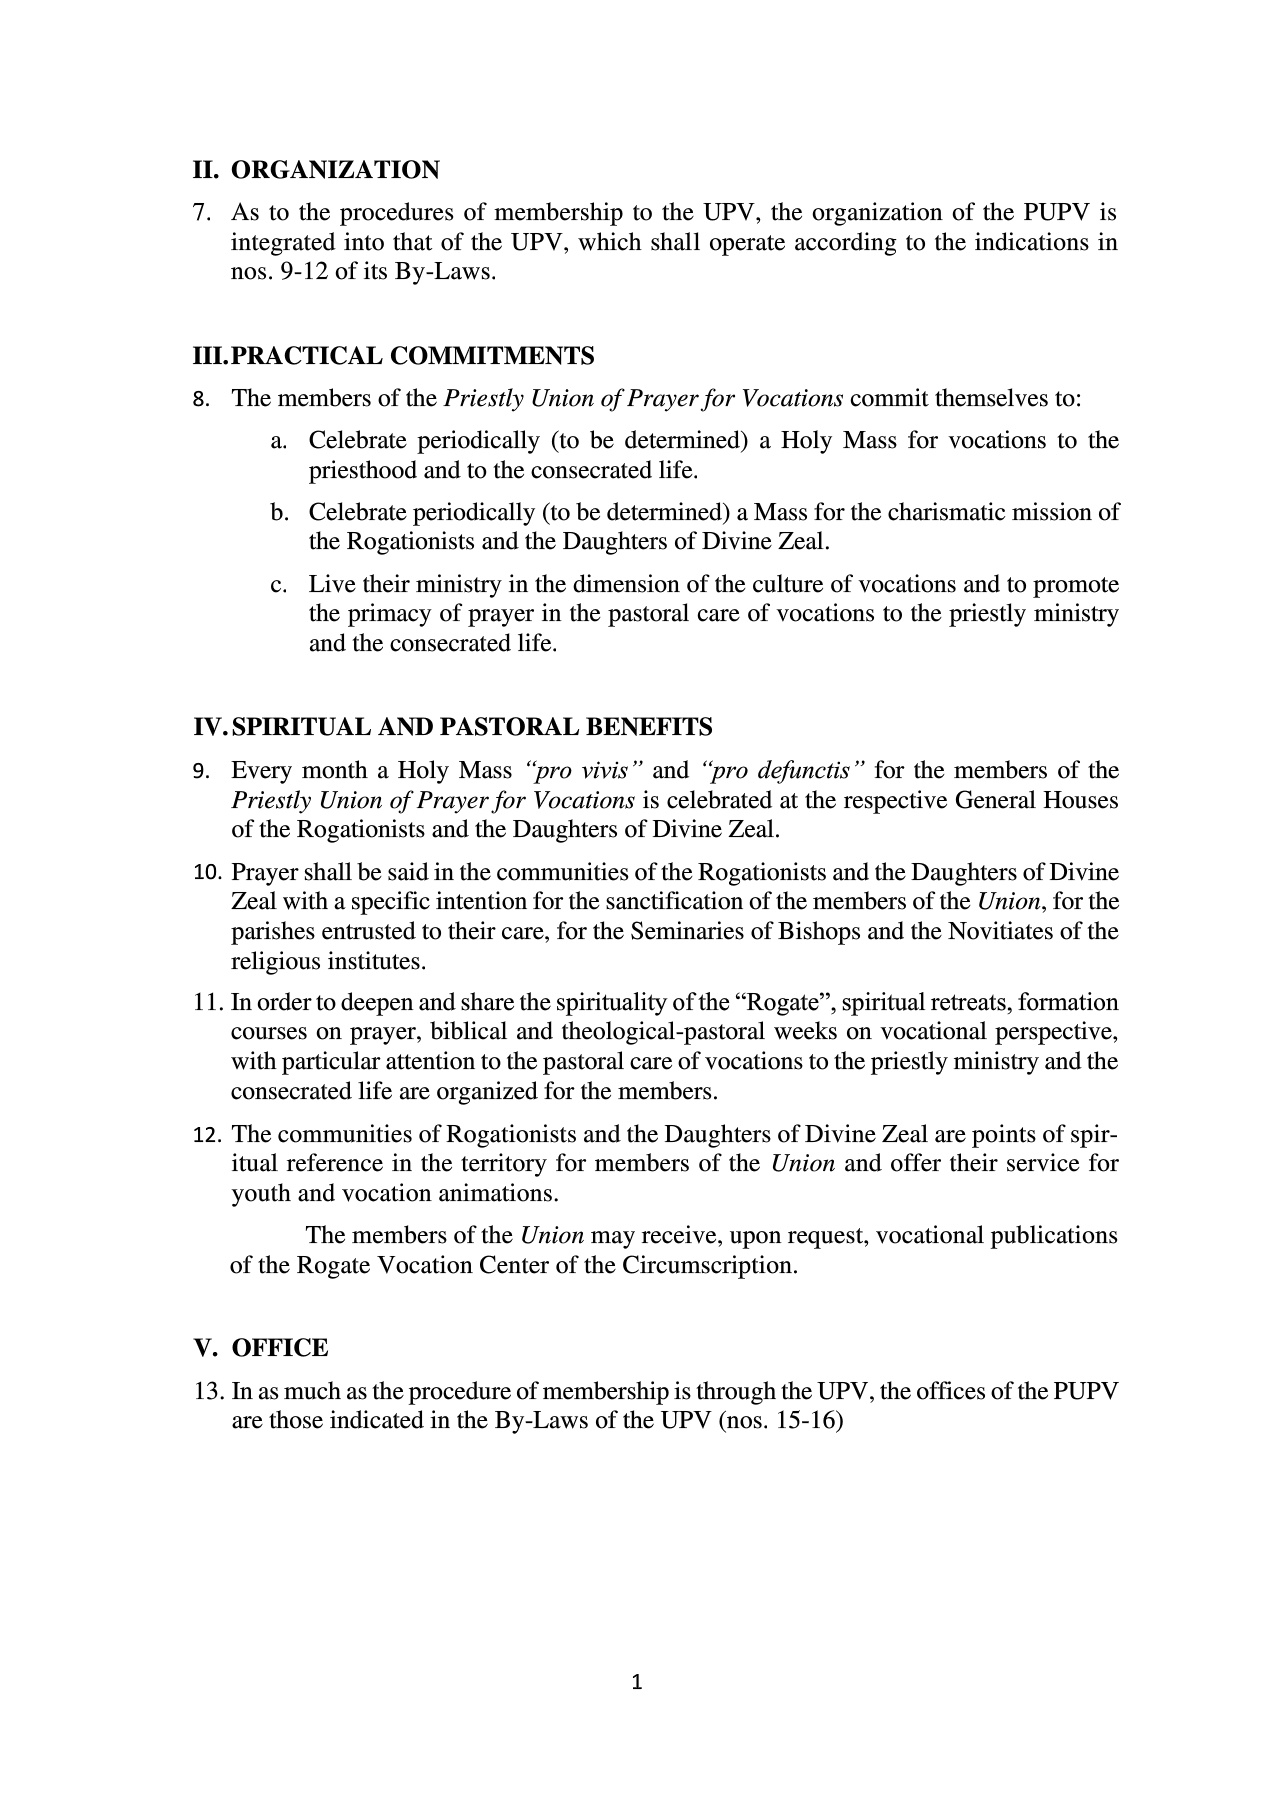 II. ORGANIZATION
7. As to the procedures of membership to the UPV, the organization of the PUPV is
integrated into that of the UPV, which shall operate according to the indications in
nos. 9-12 of its By-Laws.
III. PRACTICAL COMMITMENTS
8. The members of the Priestly Union of Prayer for Vocations commit themselves to:
a. Celebrate periodically (to be determined) a Holy Mass for vocations to the
priesthood and to the consecrated life.
b. Celebrate periodically (to be determined) a Mass for the charismatic mission of
the Rogationists and the Daughters of Divine Zeal.
c. Live their ministry in the dimension of the culture of vocations and to promote
the primacy of prayer in the pastoral care of vocations to the priestly ministry
and the consecrated life.
IV. SPIRITUAL AND PASTORAL BENEFITS
9. Every month a Holy Mass “pro vivis” and “pro defunctis” for the members of the
Priestly Union of Prayer for Vocations is celebrated at the respective General Houses
of the Rogationists and the Daughters of Divine Zeal.
10. Prayer shall be said in the communities of the Rogationists and the Daughters of Divine
Zeal with a specific intention for the sanctification of the members of the Union, for the
parishes entrusted to their care, for the Seminaries of Bishops and the Novitiates of the
religious institutes.
11. In order to deepen and share the spirituality of the “Rogate”, spiritual retreats, formation
courses on prayer, biblical and theological-pastoral weeks on vocational perspective,
with particular attention to the pastoral care of vocations to the priestly ministry and the
consecrated life are organized for the members.
12. The communities of Rogationists and the Daughters of Divine Zeal are points of spir-
itual reference in the territory for members of the Union and offer their service for
youth and vocation animations.
The members of the Union may receive, upon request, vocational publications
of the Rogate Vocation Center of the Circumscription.
V. OFFICE
13. In as much as the procedure of membership is through the UPV, the offices of the PUPV
are those indicated in the By-Laws of the UPV (nos. 15-16)
1